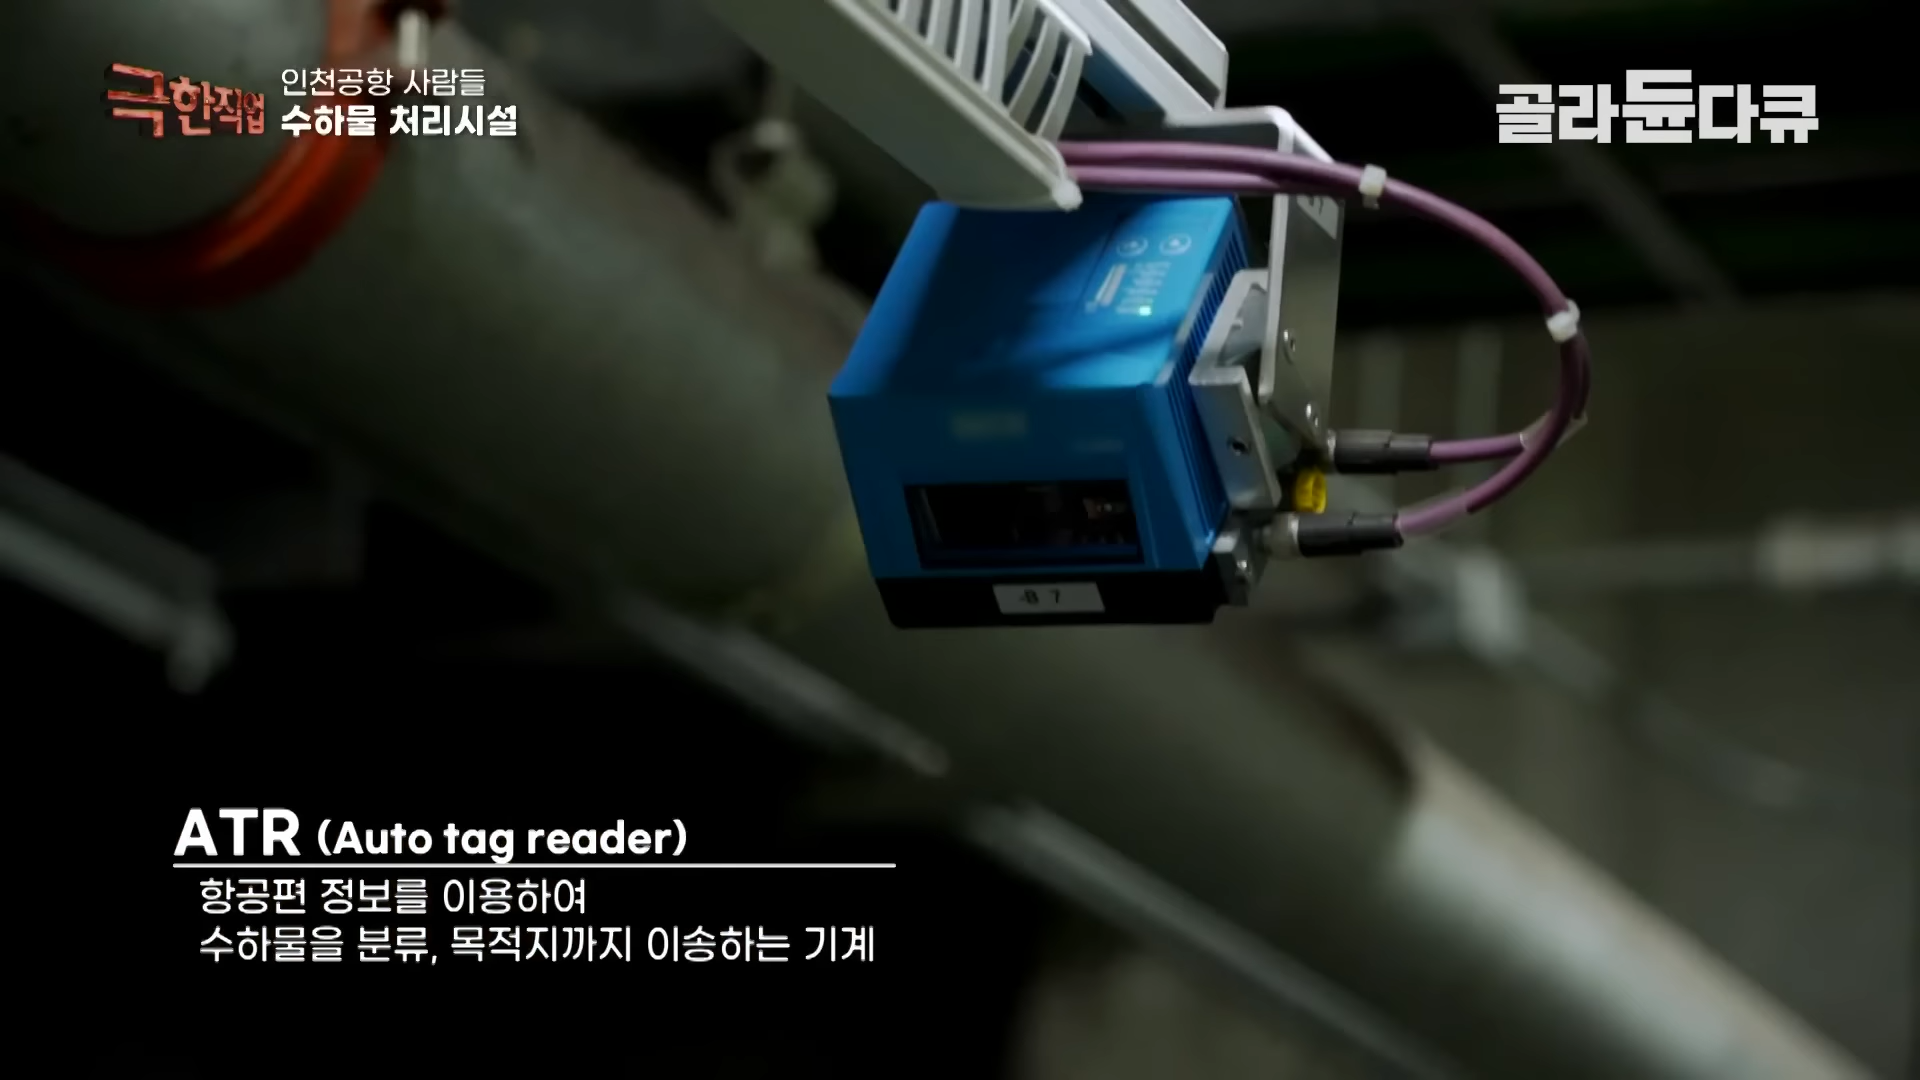 극한직업
인천공항 사람들
수하물 처리시설
골라듄다큐
-B 7
ATR (Auto tag reader)
항공편 정보를 이용하여
수하물을 분류, 목적지까지 이송하는 기계